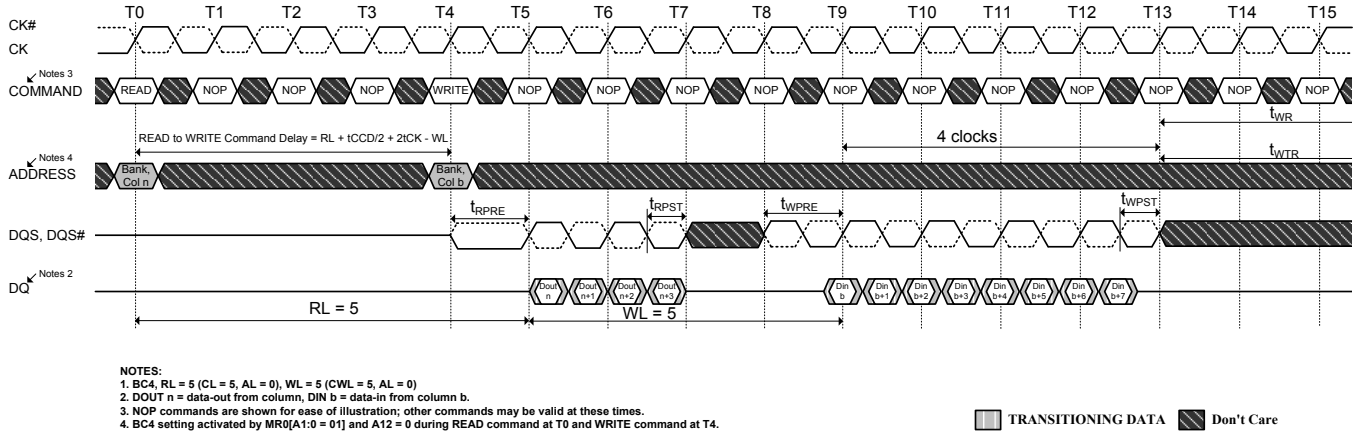 T0 T1 T2 T3 T4 T5 T6 T7 T8 T9 T10 T11 T12 T13 T14 T15
CK#
CK
Notes 3
COMMAND
READ NOP NOP NOP WRITE NOP NOP NOP NOP NOP NOP NOP NOP NOP NOP NOP
tWR
READ to WRITE Command Delay = RL + tCCD/2 + 2tCK - WL
4 clocks
Notes 4
ADDRESS
Bank, Col n
Bank, Col b
tWTR
tRPRE tRPST tWPRE tWPST
DQS, DQS#
Notes 2
DQ
Dout n
Dout n+1
Dout n+2
Dout n+3
Din b
Din b+1
Din b+2
Din b+3
Din b+4
Din b+5
Din b+6
Din b+7
RL = 5
WL = 5
NOTES:
1. BC4, RL = 5 (CL = 5, AL = 0), WL = 5 (CWL = 5, AL = 0)
2. DOUT n = data-out from column, DIN b = data-in from column b.
3. NOP commands are shown for ease of illustration; other commands may be valid at these times.
4. BC4 setting activated by MR0[A1:0 = 01] and A12 = 0 during READ command at T0 and WRITE command at T4.
TRANSITIONING DATA
Don't Care